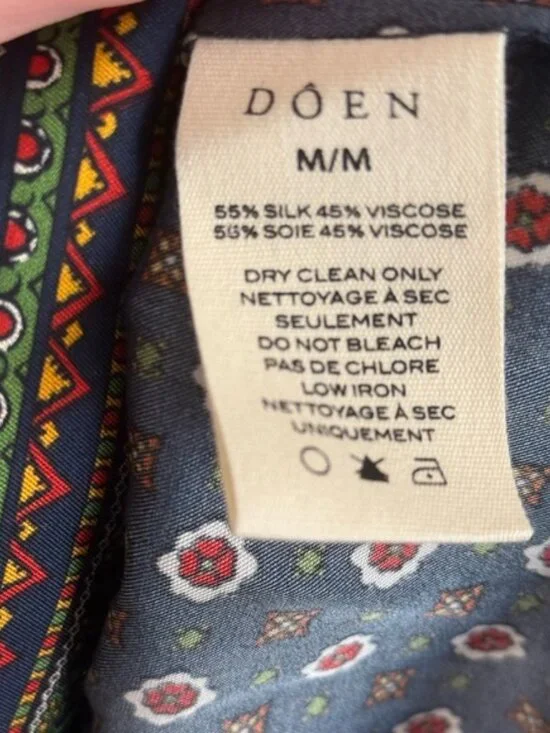 DÔEN
M/M
55% SILK 45% VISCOSE
55% SOIE 45% VISCOSE
DRY CLEAN ONLY
NETTOYAGE À SEC
SEULEMENT
DO NOT BLEACH
PAS DE CHLORE
LOW IRON
NETTOYAGE À SEC
UNIQUEMENT